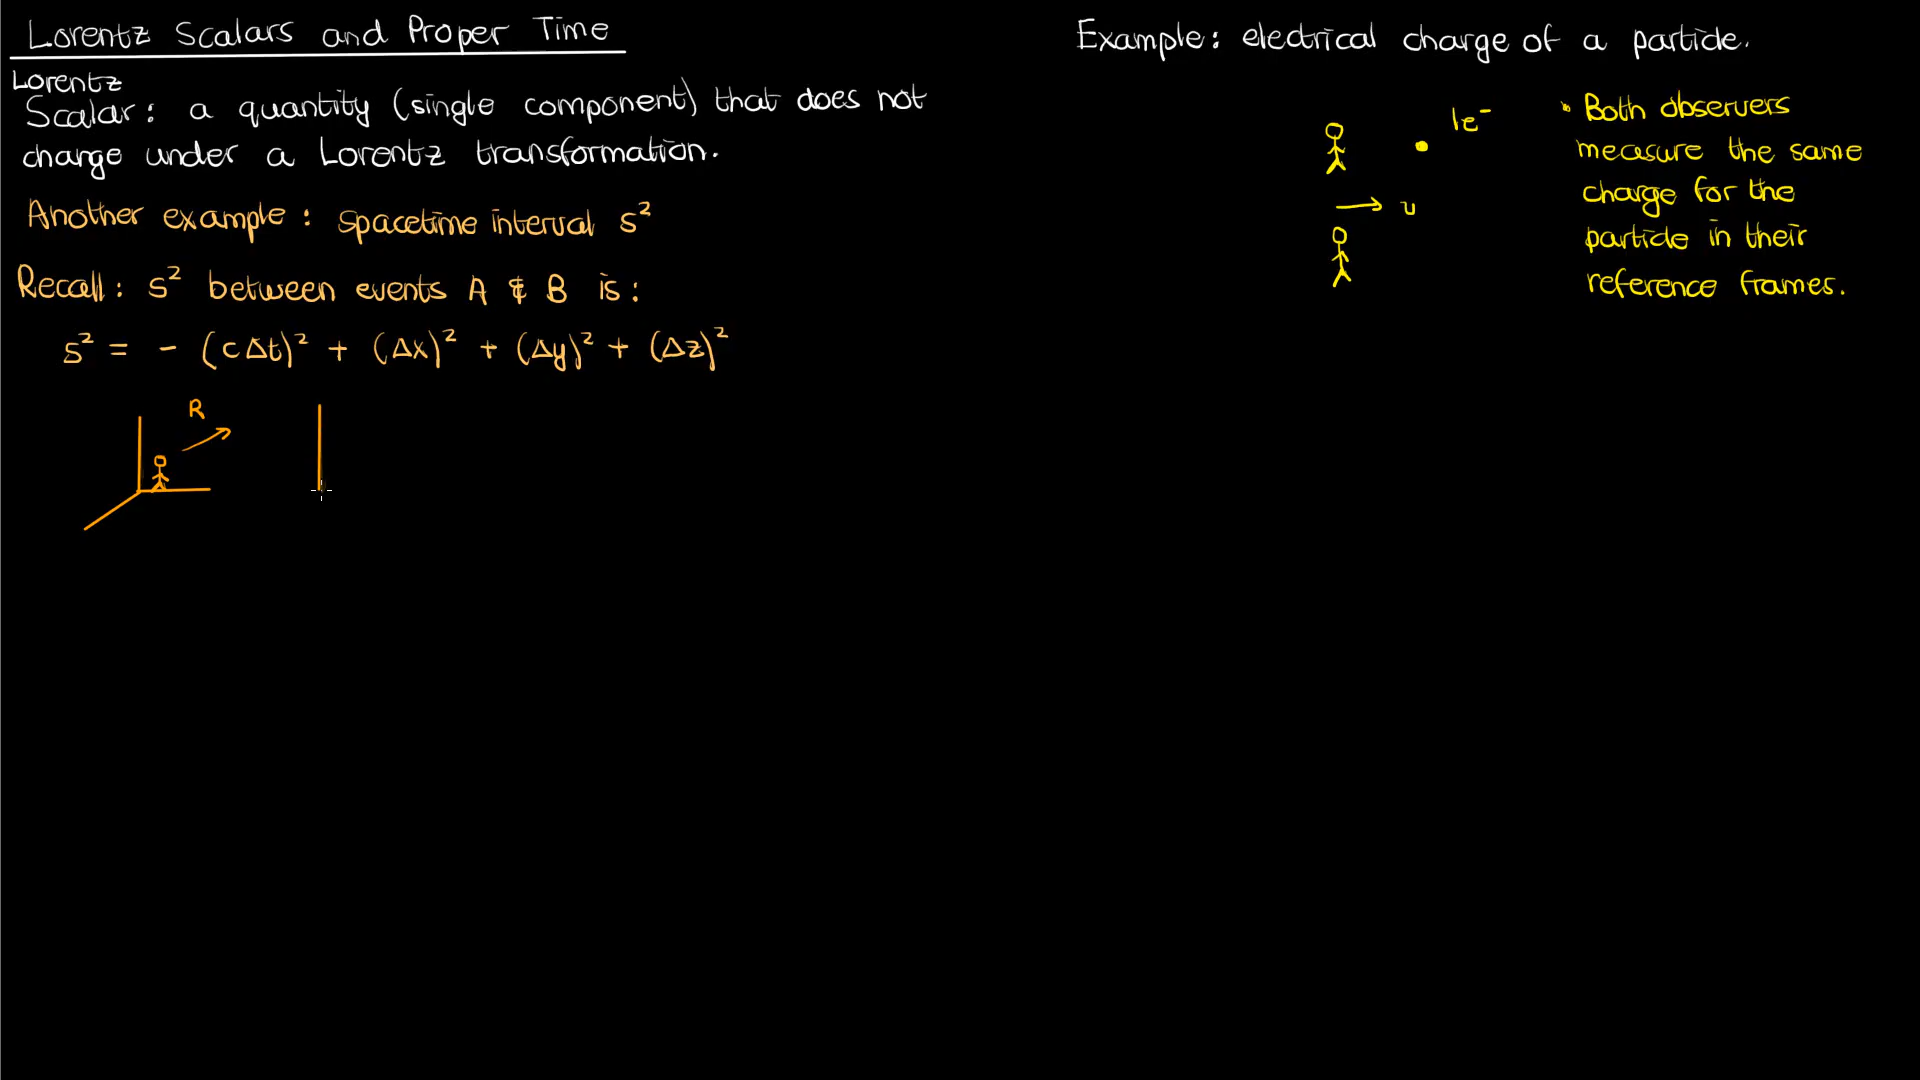 Lorentz Scalars and Proper Time
Lorentz
Scalar: a quantity (single component) that does not
change under a Lorentz transformation.
Another example: spacetime interval s²
Recall: s² between events A & B is:
s² = - (cΔt)² + (Δx)² + (Δy)² + (Δz)²
R
Example: electrical charge of a particle.
1e⁻
υ
• Both observers
measure the same
charge for the
particle in their
reference frames.